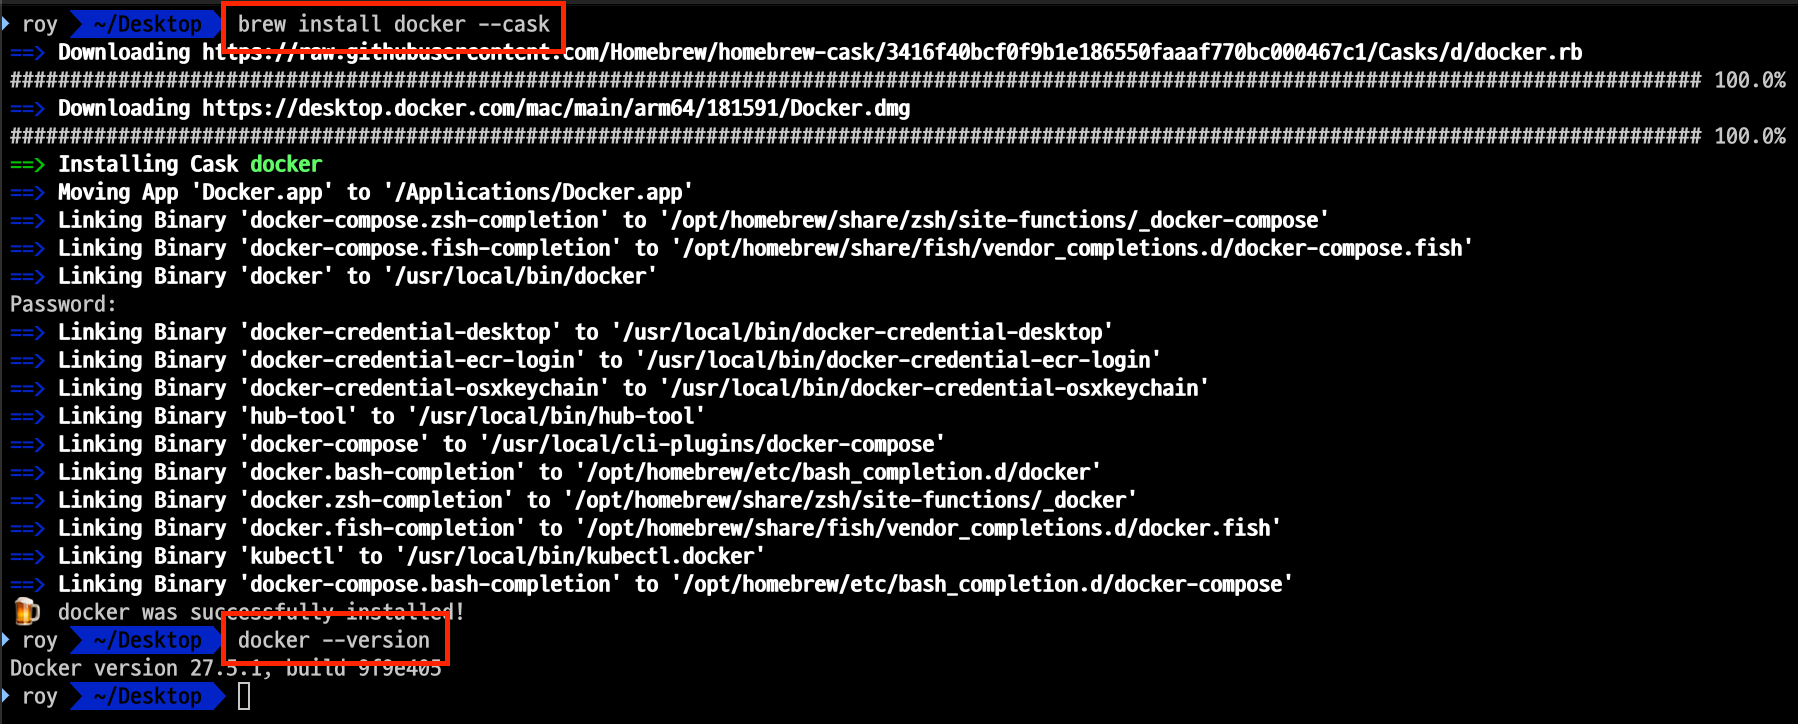 roy ~/Desktop brew install docker --cask
==> Downloading https://raw.githubusercontent.com/Homebrew/homebrew-cask/3416f40bcf0f9b1e186550faaaf770bc000467c1/Casks/d/docker.rb
############################################################################################################################################# 100.0%
==> Downloading https://desktop.docker.com/mac/main/arm64/181591/Docker.dmg
############################################################################################################################################# 100.0%
==> Installing Cask docker
==> Moving App 'Docker.app' to '/Applications/Docker.app'
==> Linking Binary 'docker-compose.zsh-completion' to '/opt/homebrew/share/zsh/site-functions/_docker-compose'
==> Linking Binary 'docker-compose.fish-completion' to '/opt/homebrew/share/fish/vendor_completions.d/docker-compose.fish'
==> Linking Binary 'docker' to '/usr/local/bin/docker'
Password:
==> Linking Binary 'docker-credential-desktop' to '/usr/local/bin/docker-credential-desktop'
==> Linking Binary 'docker-credential-ecr-login' to '/usr/local/bin/docker-credential-ecr-login'
==> Linking Binary 'docker-credential-osxkeychain' to '/usr/local/bin/docker-credential-osxkeychain'
==> Linking Binary 'hub-tool' to '/usr/local/bin/hub-tool'
==> Linking Binary 'docker-compose' to '/usr/local/cli-plugins/docker-compose'
==> Linking Binary 'docker.bash-completion' to '/opt/homebrew/etc/bash_completion.d/docker'
==> Linking Binary 'docker.zsh-completion' to '/opt/homebrew/share/zsh/site-functions/_docker'
==> Linking Binary 'docker.fish-completion' to '/opt/homebrew/share/fish/vendor_completions.d/docker.fish'
==> Linking Binary 'kubectl' to '/usr/local/bin/kubectl.docker'
==> Linking Binary 'docker-compose.bash-completion' to '/opt/homebrew/etc/bash_completion.d/docker-compose'
🍺 docker was successfully installed!
roy ~/Desktop docker --version
Docker version 27.5.1, build 9f9e405
roy ~/Desktop